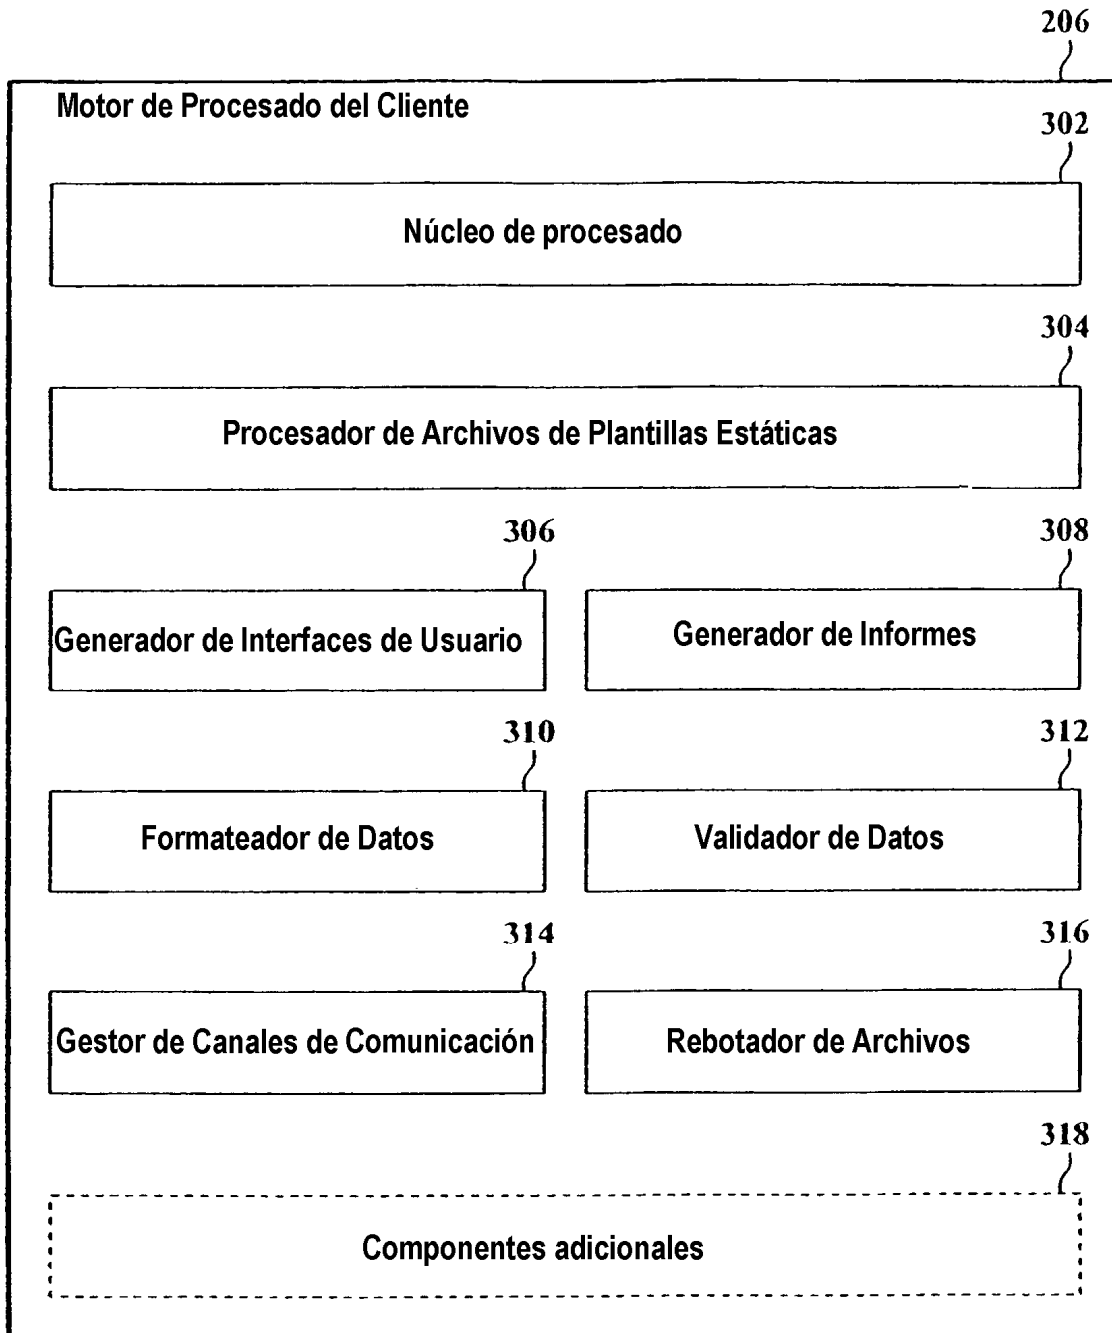 206
Motor de Procesado del Cliente
302
Núcleo de procesado
304
Procesador de Archivos de Plantillas Estáticas
306
308
Generador de Interfaces de Usuario
Generador de Informes
310
312
Formateador de Datos
Validador de Datos
314
316
Gestor de Canales de Comunicación
Rebotador de Archivos
318
Componentes adicionales